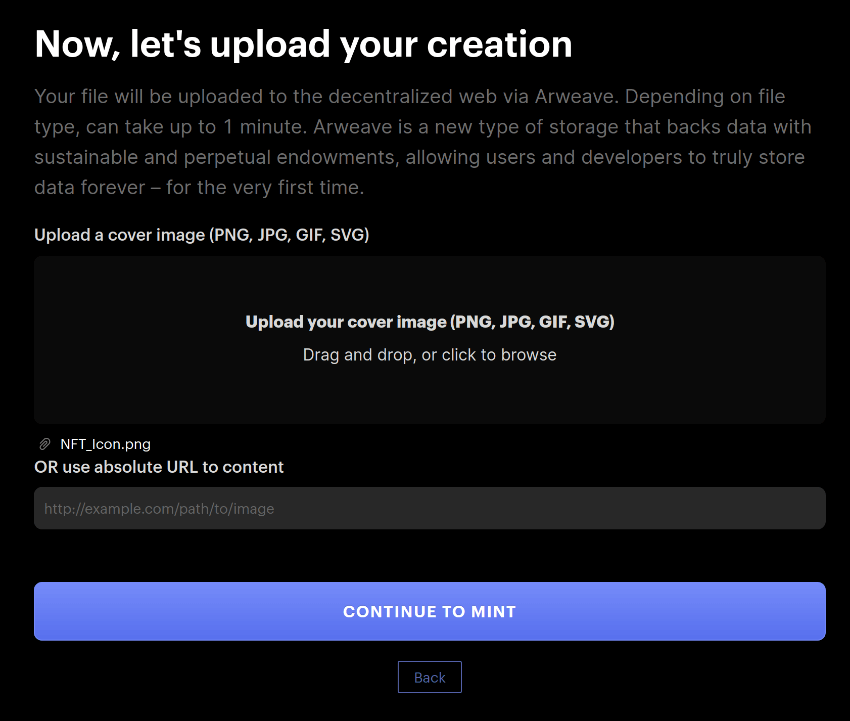 Now, let's upload your creation
Your file will be uploaded to the decentralized web via Arweave. Depending on file
type, can take up to 1 minute. Arweave is a new type of storage that backs data with
sustainable and perpetual endowments, allowing users and developers to truly store
data forever – for the very first time.
Upload a cover image (PNG, JPG, GIF, SVG)
Upload your cover image (PNG, JPG, GIF, SVG)
Drag and drop, or click to browse
NFT_Icon.png
OR use absolute URL to content
http://example.com/path/to/image
CONTINUE TO MINT
Back